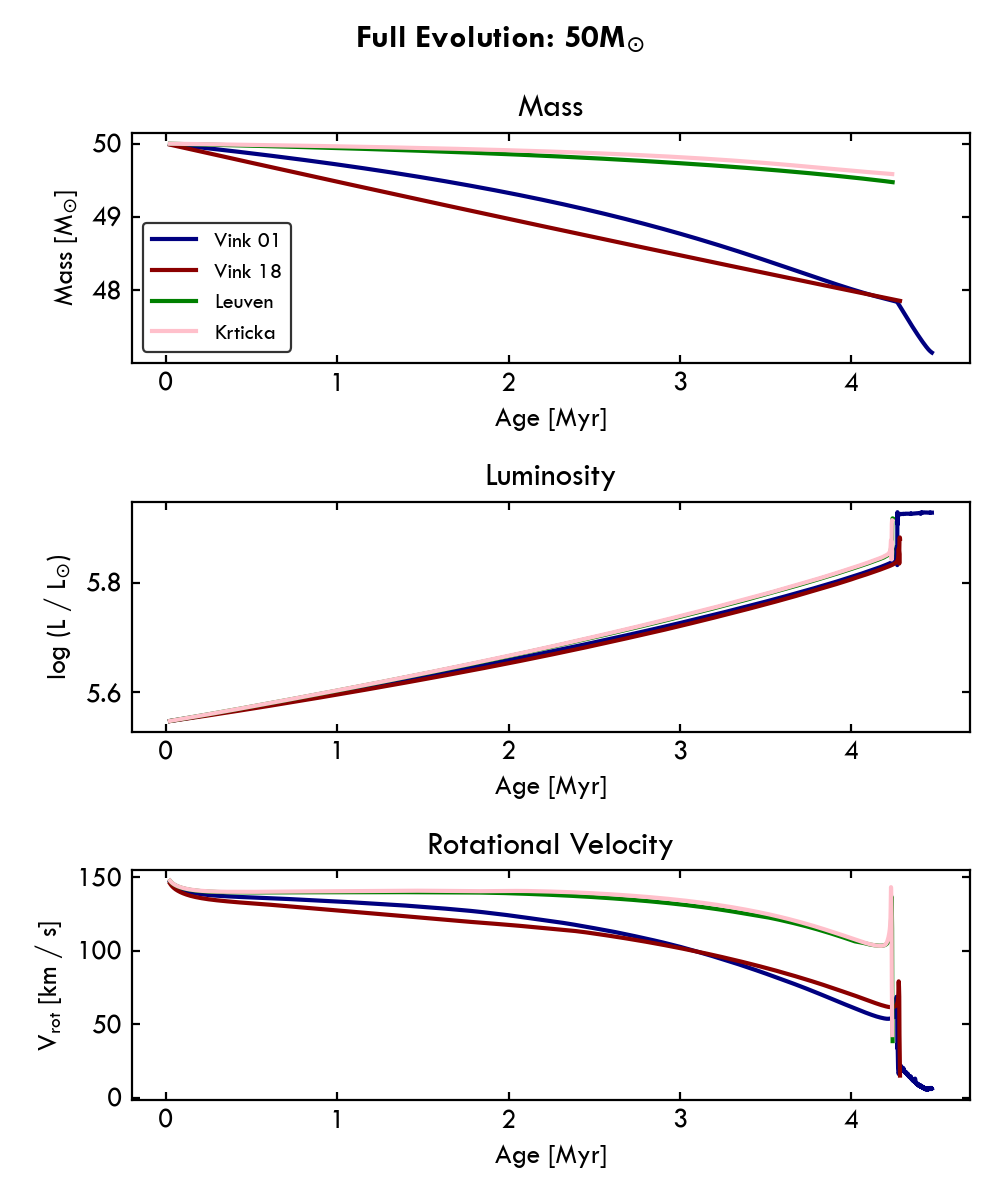 Full Evolution: 50M☉
Mass
Mass [M☉]
50
49
48
Vink 01
Vink 18
Leuven
Krticka
0 1 2 3 4
Age [Myr]
Luminosity
log (L / L☉)
5.8
5.6
0 1 2 3 4
Age [Myr]
Rotational Velocity
Vrot [km / s]
150
100
50
0
0 1 2 3 4
Age [Myr]